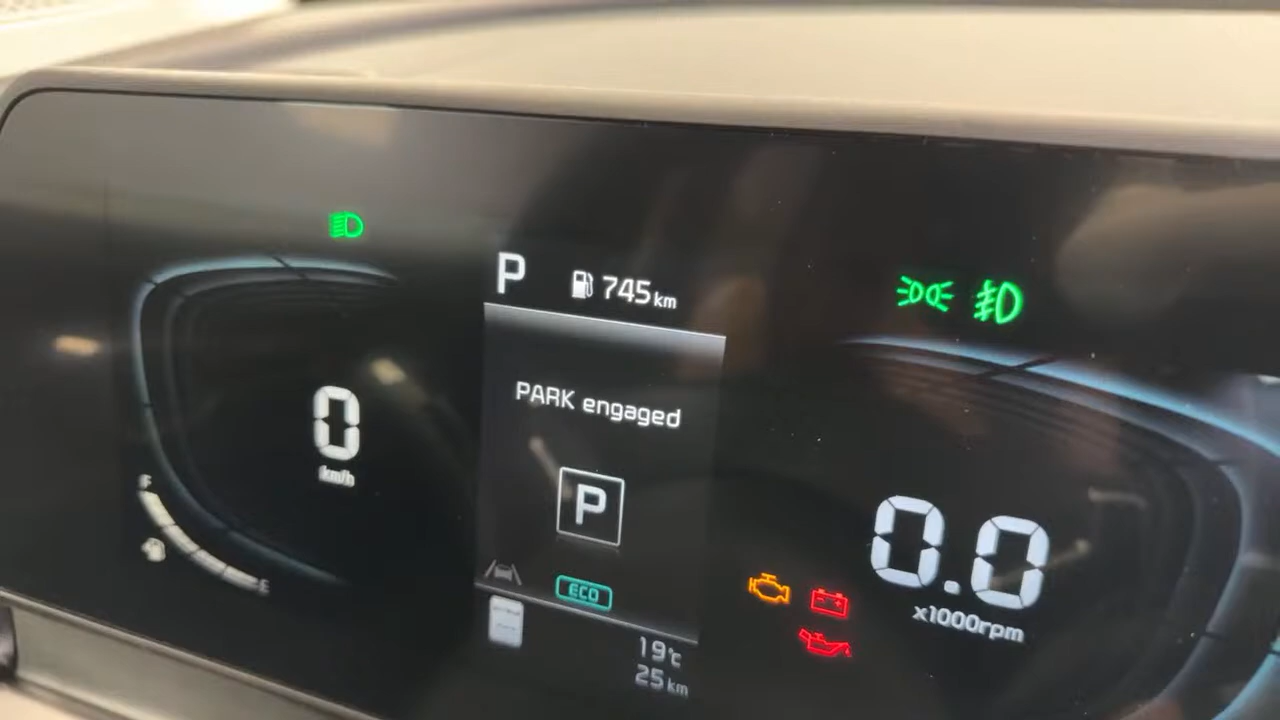 P 745 km
PARK engaged
P
0
km/h
F
E
ECO
0.0
x1000rpm
19℃
25 km